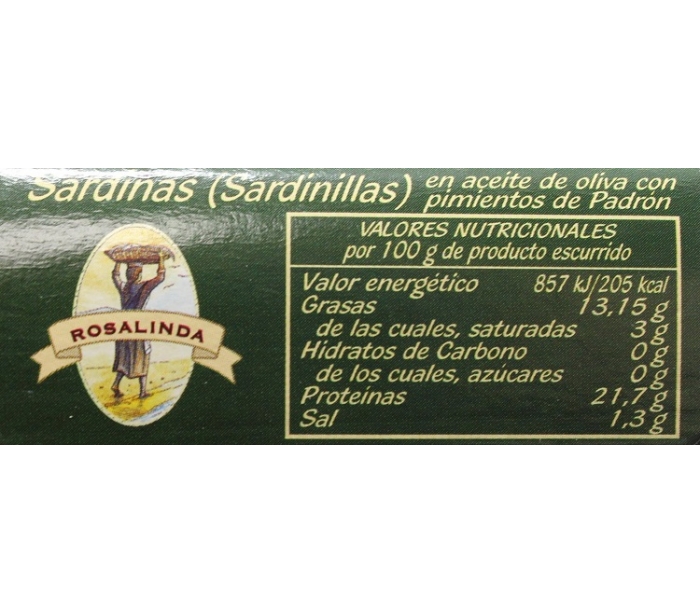 Sardinas (Sardinillas) en aceite de oliva con
pimientos de Padrón
ROSALINDA
VALORES NUTRICIONALES
por 100 g de producto escurrido
Valor energético 857 kJ/205 kcal
Grasas 13,15 g
de las cuales, saturadas 3 g
Hidratos de Carbono 0 g
de los cuales, azúcares 0 g
Proteínas 21,7 g
Sal 1,3 g